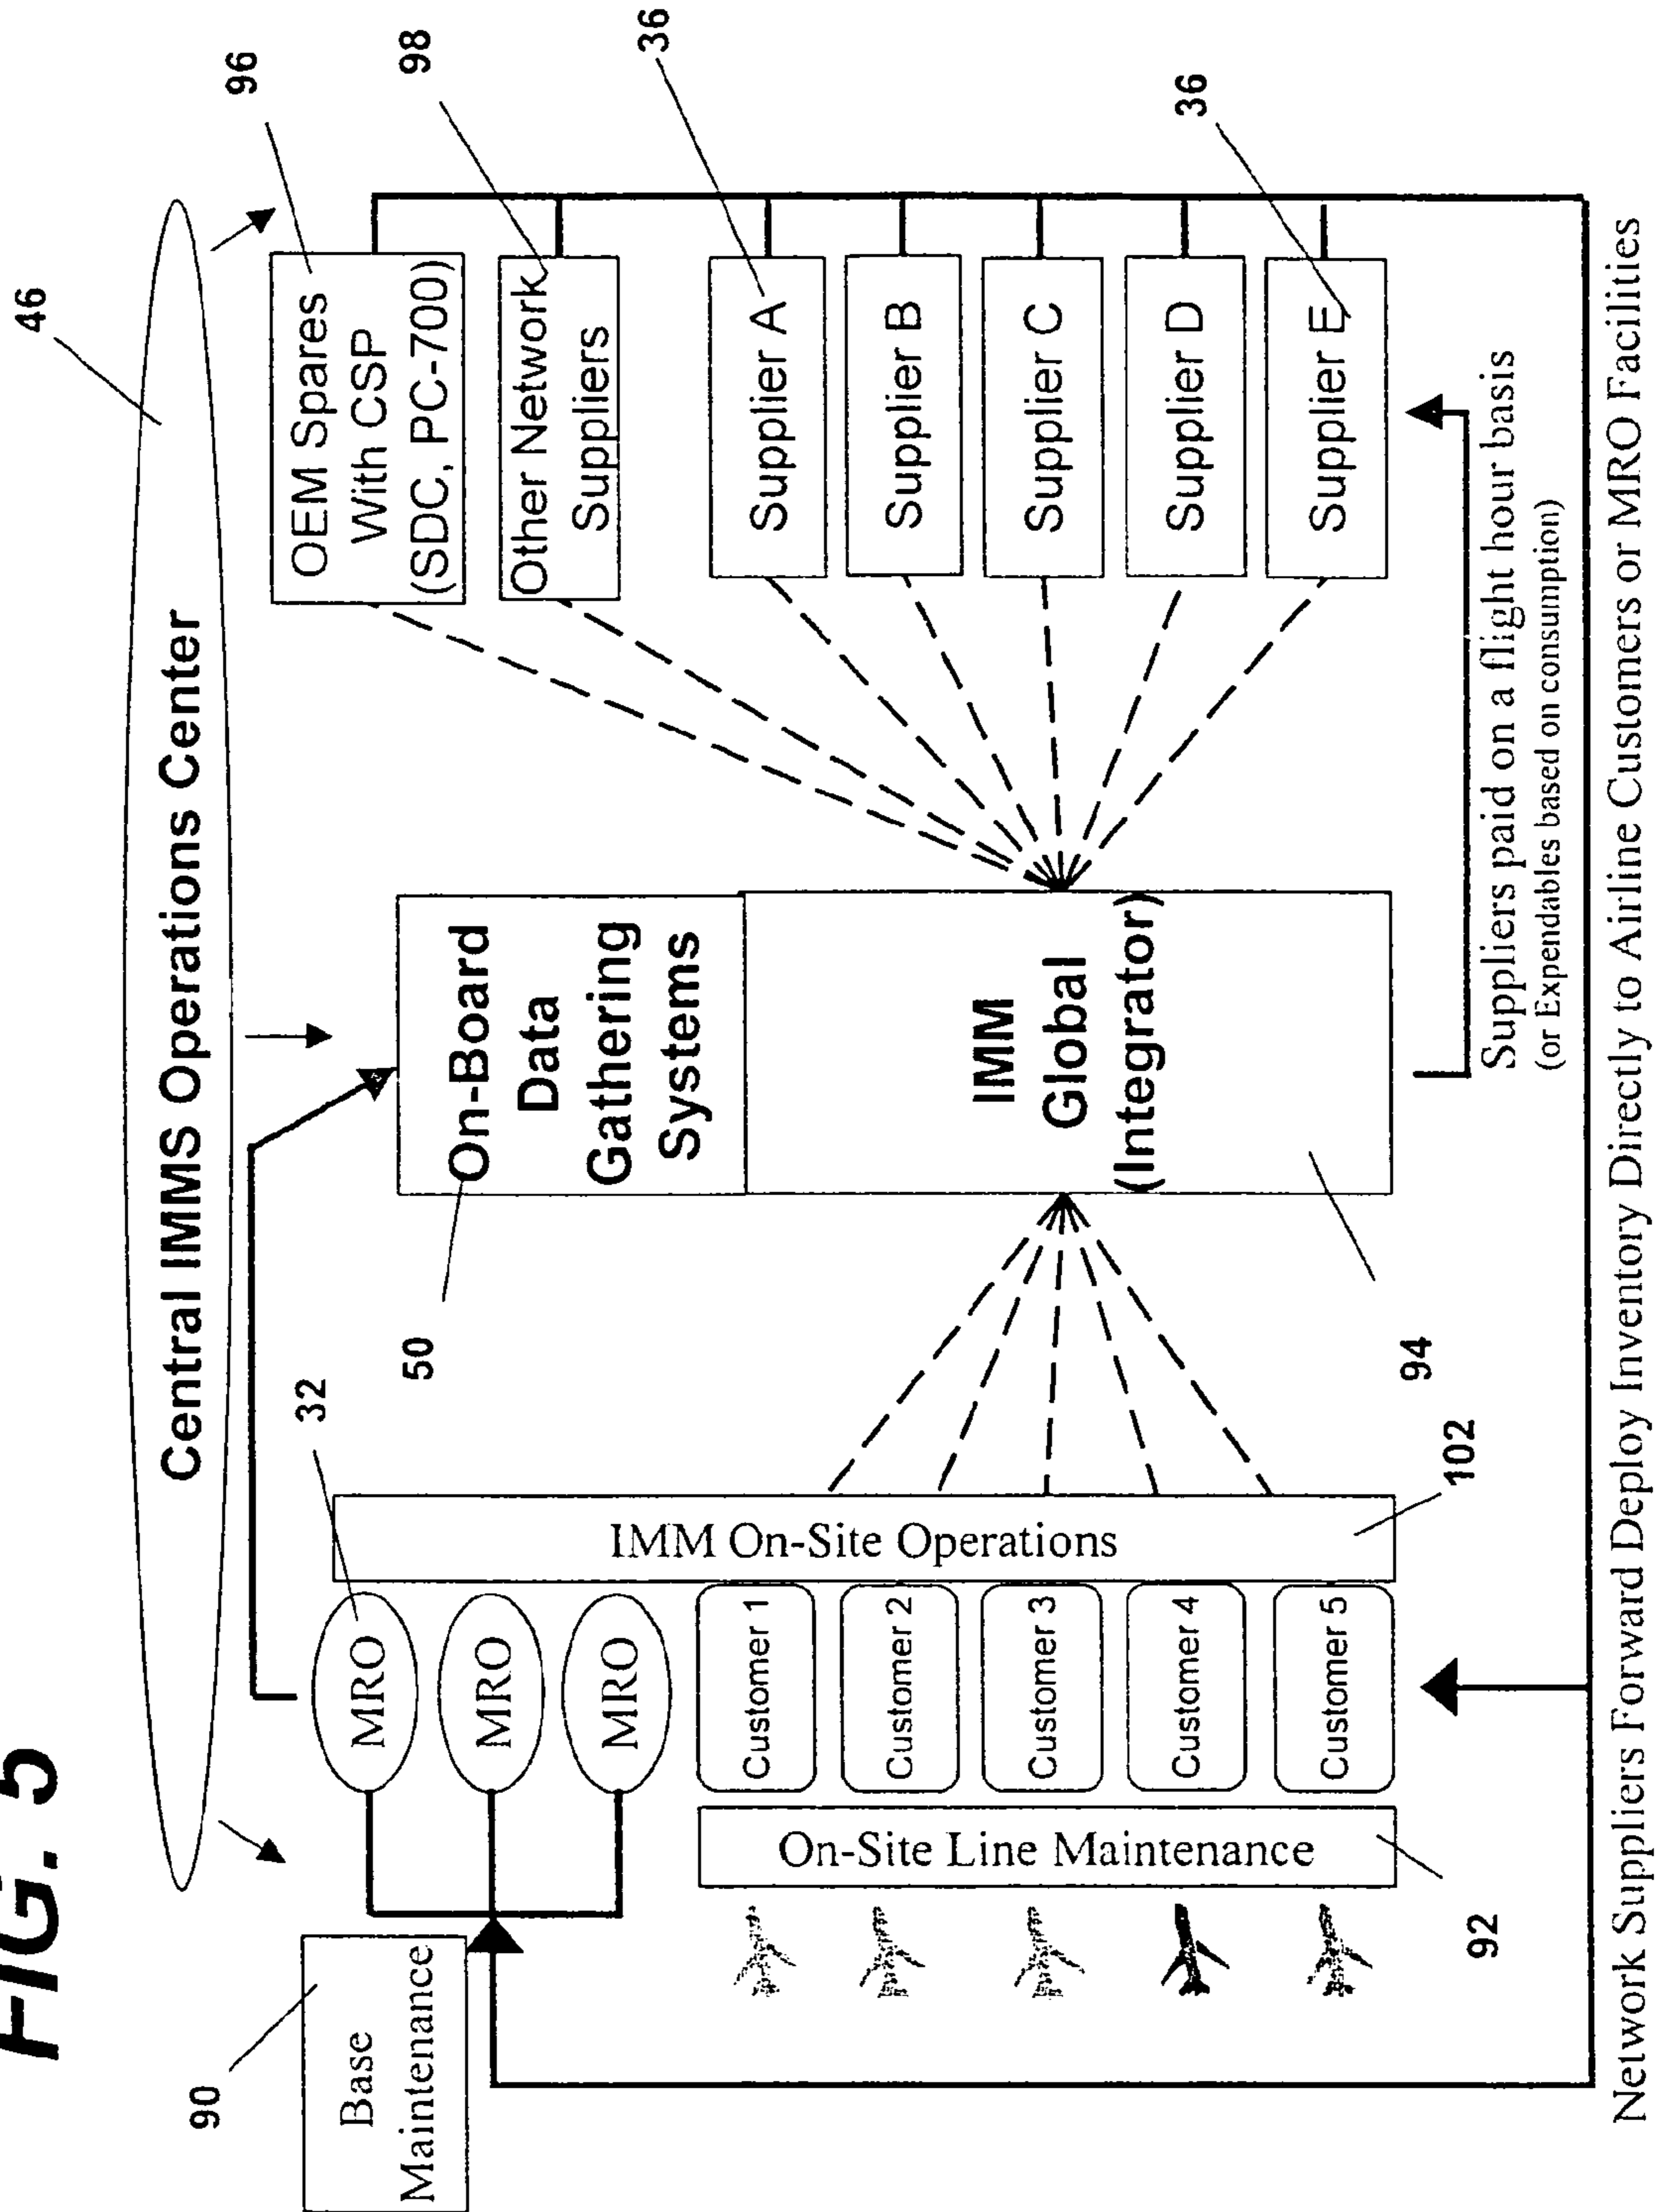 FIG. 5
46
Central IMMS Operations Center
90
Base
Maintenance
32
MRO
MRO
MRO
Customer 1
Customer 2
Customer 3
Customer 4
Customer 5
On-Site Line Maintenance
92
IMM On-Site Operations
102
50
On-Board
Data
Gathering
Systems
IMM
Global
(Integrator)
94
96
OEM Spares
With CSP
(SDC, PC-700)
98
Other Network
Suppliers
36
Supplier A
Supplier B
Supplier C
Supplier D
Supplier E
36
Suppliers paid on a flight hour basis
(or Expendables based on consumption)
Network Suppliers Forward Deploy Inventory Directly to Airline Customers or MRO Facilities